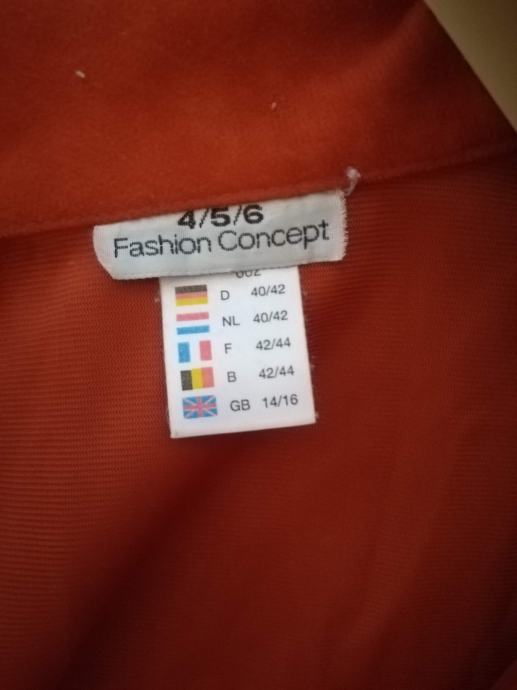 4/5/6
Fashion Concept
D 40/42
NL 40/42
F 42/44
B 42/44
GB 14/16